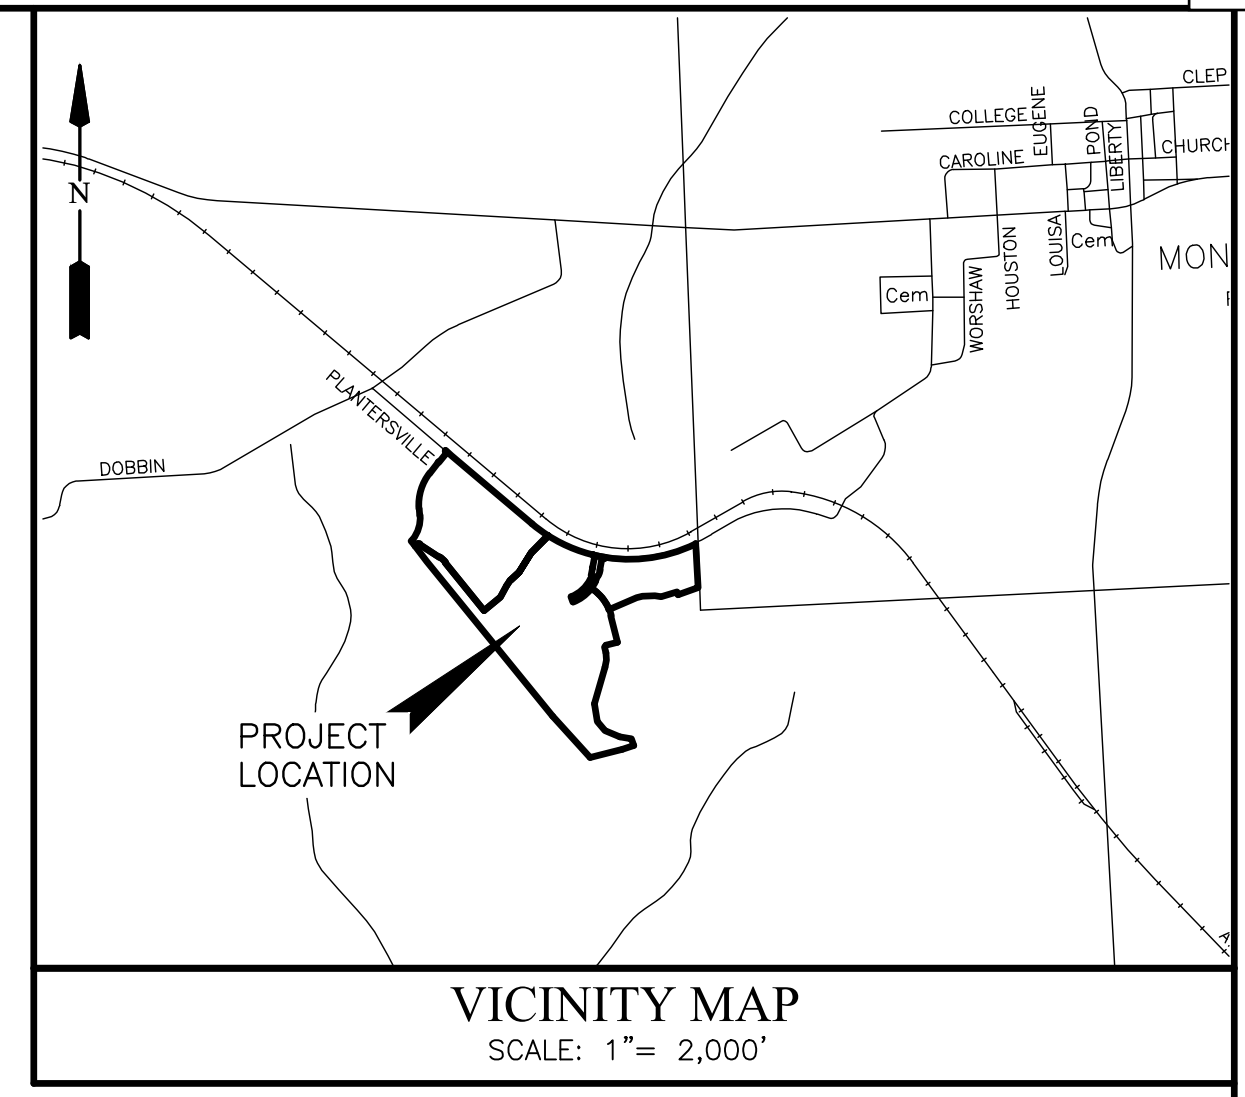 CLEP
COLLEGE
EUGENE
POND
LIBERTY
CHURCH
CAROLINE
N
LOUISA
Cem
HOUSTON
MON
WORSHAW
Cem
PLANTERSVILLE
DOBBIN
PROJECT
LOCATION
VICINITY MAP
SCALE: 1”= 2,000’